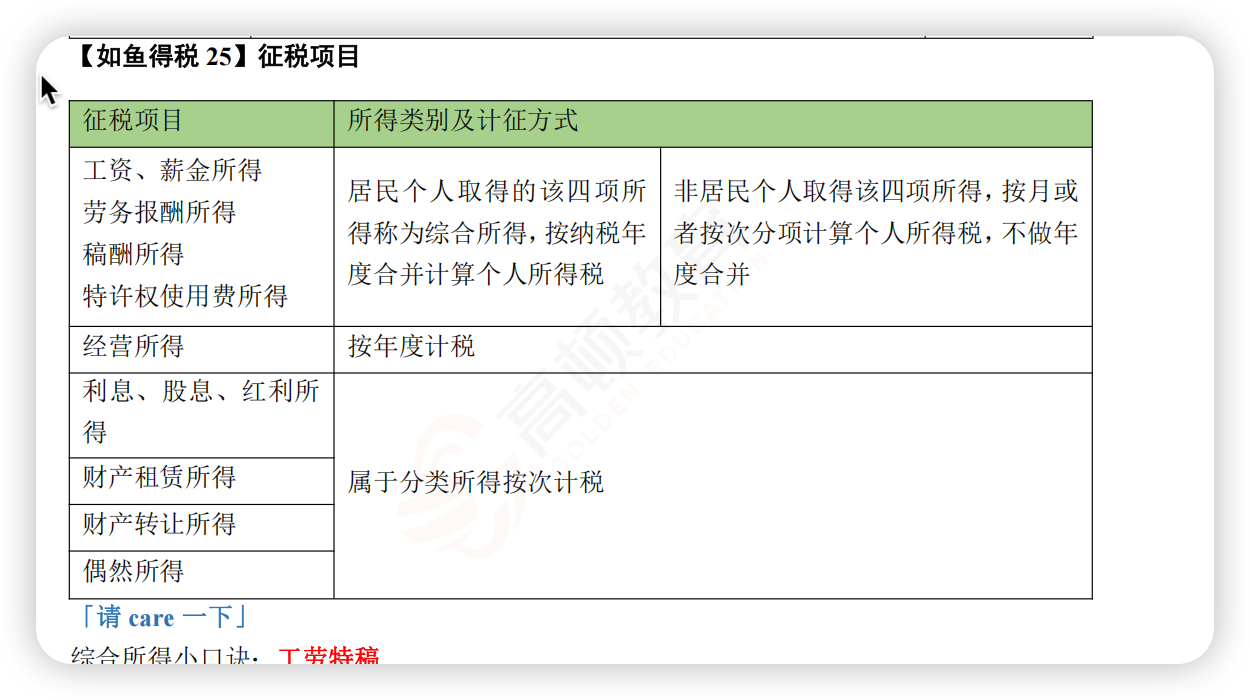 【如鱼得税 25】征税项目
征税项目
所得类别及计征方式
工资、薪金所得
劳务报酬所得
稿酬所得
特许权使用费所得
居民个人取得的该四项所
得称为综合所得，按纳税年
度合并计算个人所得税
非居民个人取得该四项所得，按月或
者按次分项计算个人所得税，不做年
度合并
经营所得
按年度计税
利息、股息、红利所
得
财产租赁所得
财产转让所得
偶然所得
属于分类所得按次计税
「请 care 一下」
综合所得小口诀：工劳特稿
高顿教育
GOLDEN EDUCATION